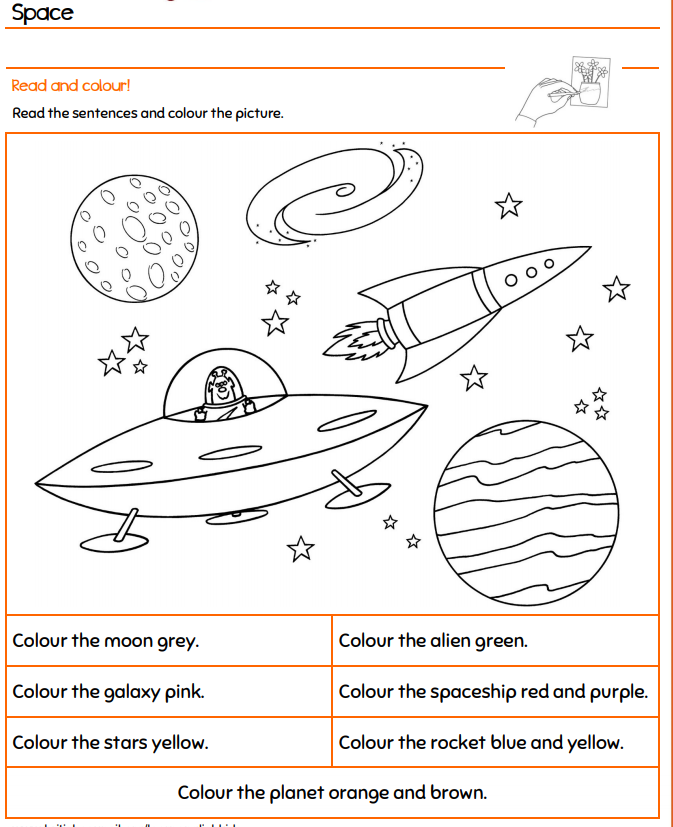 Space
Read and colour!
Read the sentences and colour the picture.
Colour the moon grey.
Colour the alien green.
Colour the galaxy pink.
Colour the spaceship red and purple.
Colour the stars yellow.
Colour the rocket blue and yellow.
Colour the planet orange and brown.